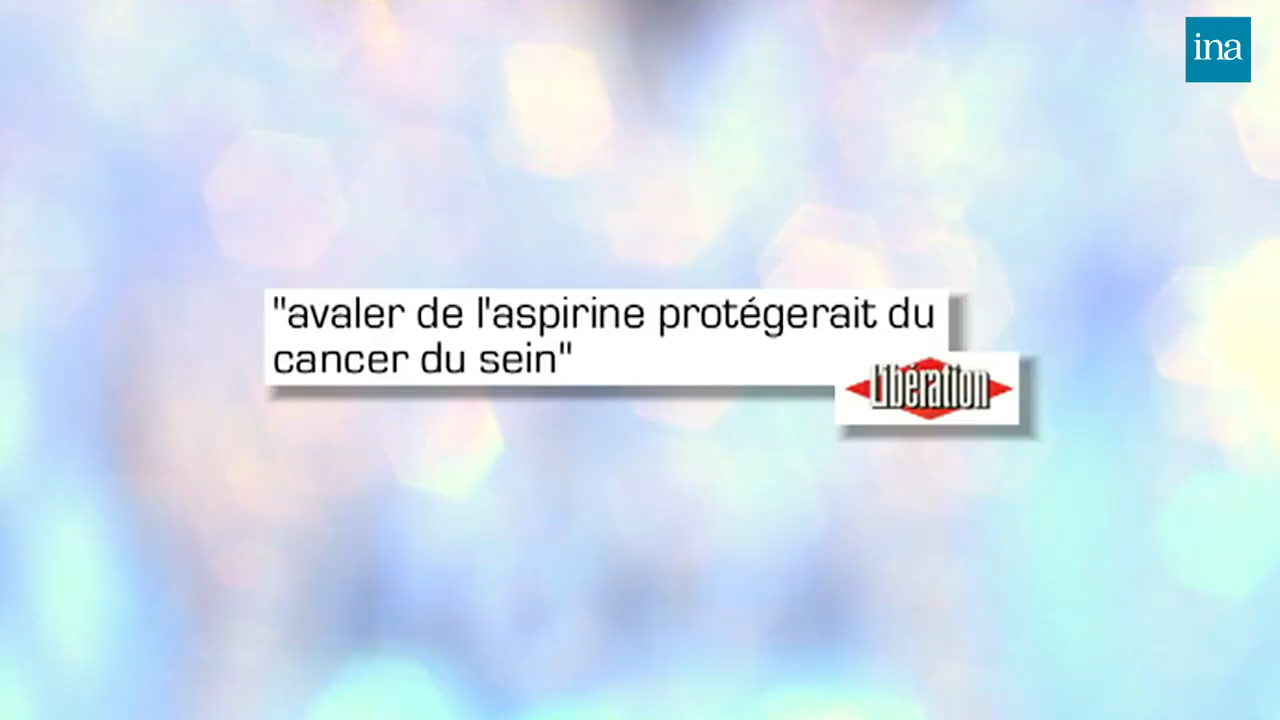 ina
"avaler de l'aspirine protégerait du
cancer du sein"
Libération